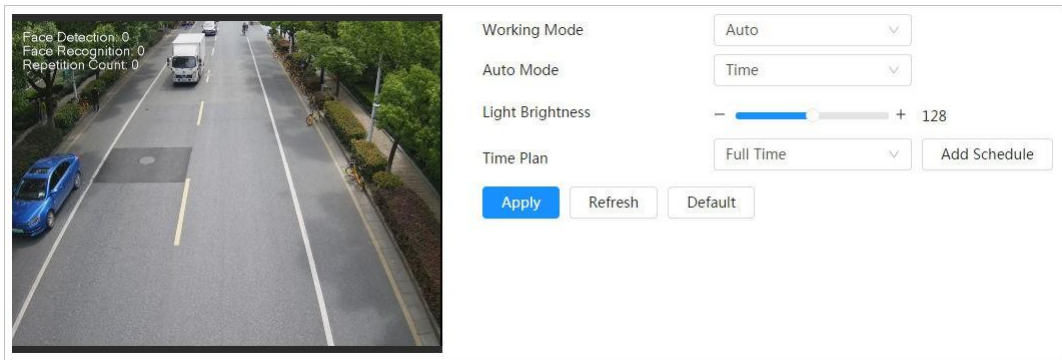 Face Detection: 0
Face Recognition: 0
Repetition Count: 0
Working Mode Auto
Auto Mode Time
Light Brightness − + 128
Time Plan Full Time Add Schedule
Apply Refresh Default